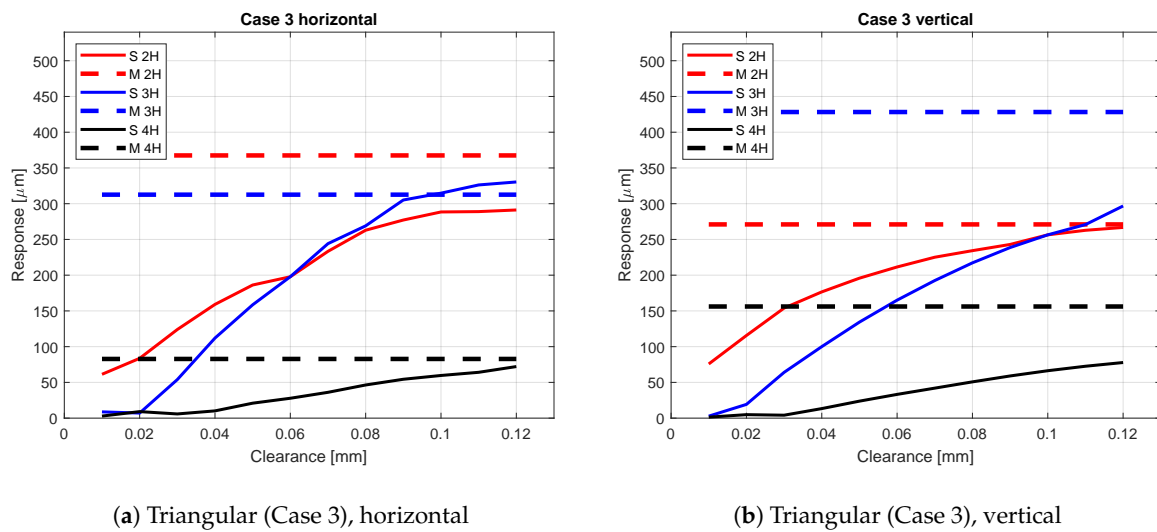 Case 3 horizontal
S 2H
M 2H
S 3H
M 3H
S 4H
M 4H
500
450
400
350
300
250
200
150
100
50
0
Response [μm]
0
0.02
0.04
0.06
0.08
0.1
0.12
Clearance [mm]
(a) Triangular (Case 3), horizontal
Case 3 vertical
S 2H
M 2H
S 3H
M 3H
S 4H
M 4H
500
450
400
350
300
250
200
150
100
50
0
Response [μm]
0
0.02
0.04
0.06
0.08
0.1
0.12
Clearance [mm]
(b) Triangular (Case 3), vertical